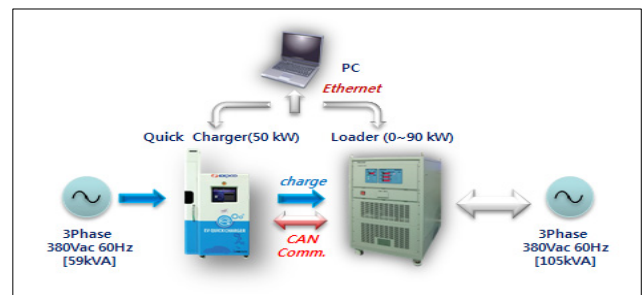 PC
Ethernet
Quick Charger(50 kW)
Loader (0~90 kW)
charge
CAN
Comm.
3Phase
380Vac 60Hz
[59kVA]
3Phase
380Vac 60Hz
[105kVA]